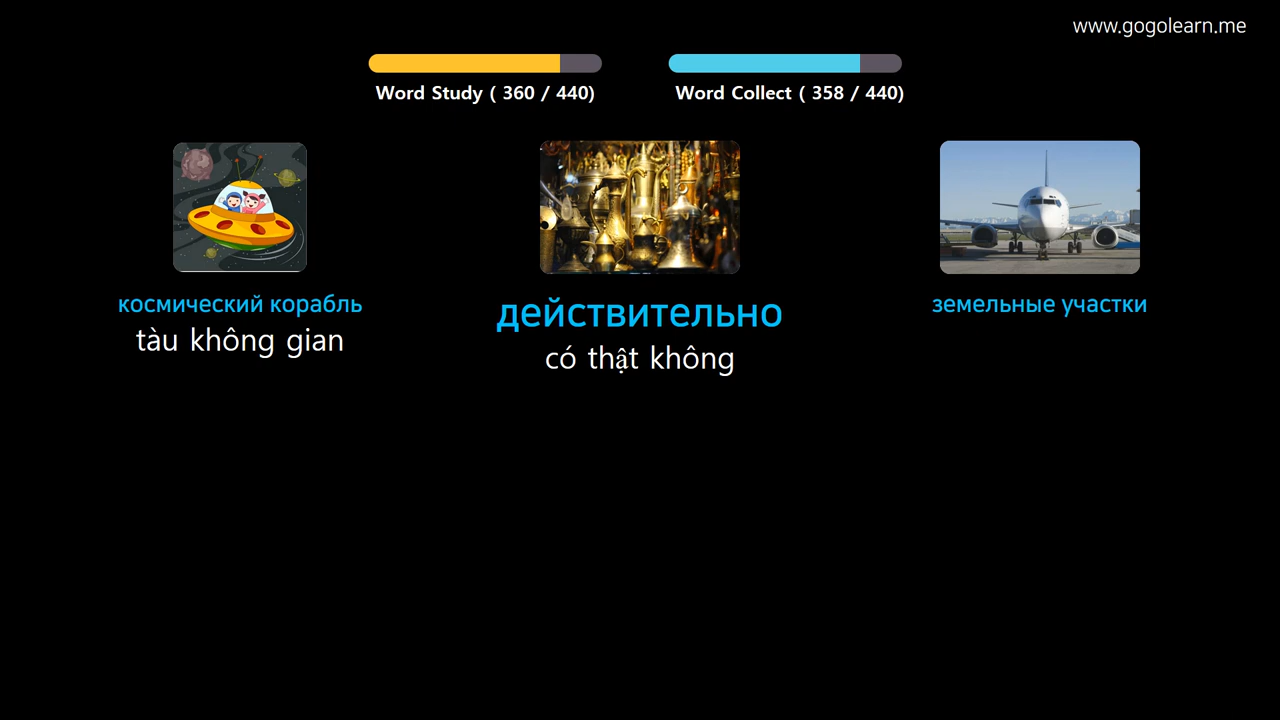 www.gogolearn.me
Word Study ( 360 / 440)
Word Collect ( 358 / 440)
космический корабль
tàu không gian
действительно
có thật không
земельные участки